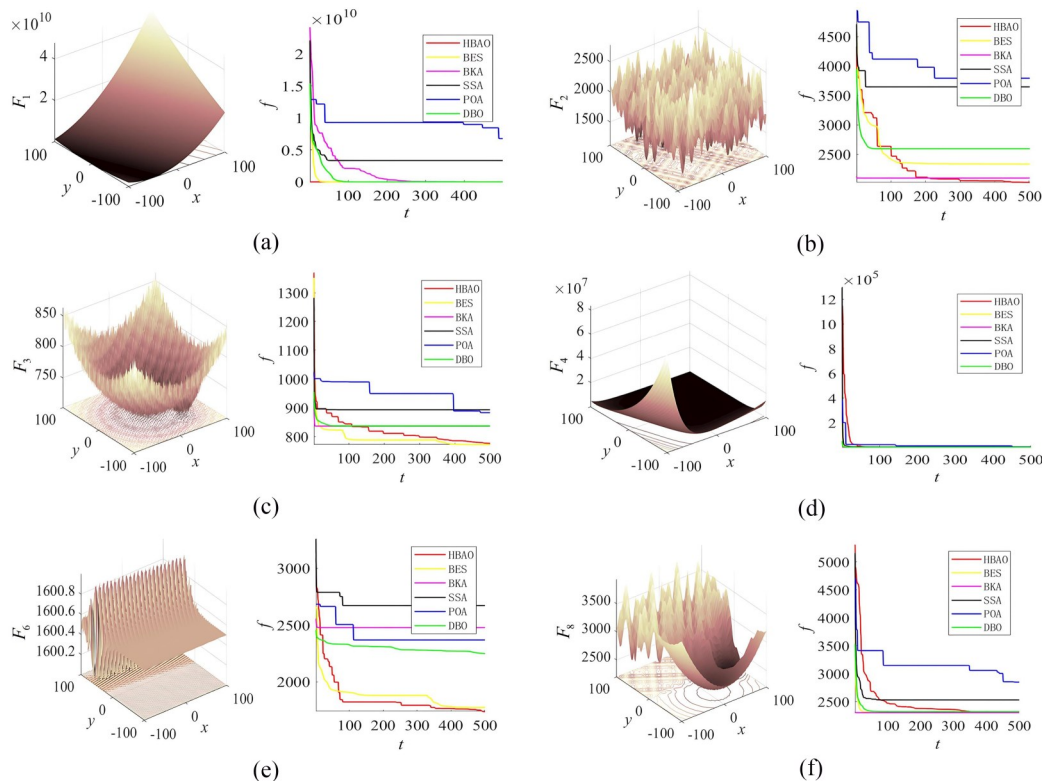 ×10¹⁰
4
2
F₁
100
y
0
-100
-100
0
x
100
×10¹⁰
2
1.5
1
0.5
0
f
100
200
300
400
t
HBAO
BES
BKA
SSA
POA
DBO
(a)
2500
2000
1500
F₂
100
y
0
-100
-100
0
x
100
4500
4000
3500
3000
2500
f
100
200
300
400
500
t
HBAO
BES
BKA
SSA
POA
DBO
(b)
850
800
750
F₃
100
y
0
-100
-100
0
x
100
1300
1200
1100
1000
900
800
f
100
200
300
400
500
t
HBAO
BES
BKA
SSA
POA
DBO
(c)
×10⁷
8
6
4
2
F₄
100
y
0
-100
-100
0
x
100
×10⁵
12
10
8
6
4
2
f
100
200
300
400
500
t
HBAO
BES
BKA
SSA
POA
DBO
(d)
1600.8
1600.6
1600.4
1600.2
F₆
100
y
0
-100
-100
0
x
100
3000
2500
2000
f
100
200
300
400
500
t
HBAO
BES
BKA
SSA
POA
DBO
(e)
3500
3000
2500
F₈
100
y
0
-100
-100
0
x
100
5000
4500
4000
3500
3000
2500
f
100
200
300
400
500
t
HBAO
BES
BKA
SSA
POA
DBO
(f)